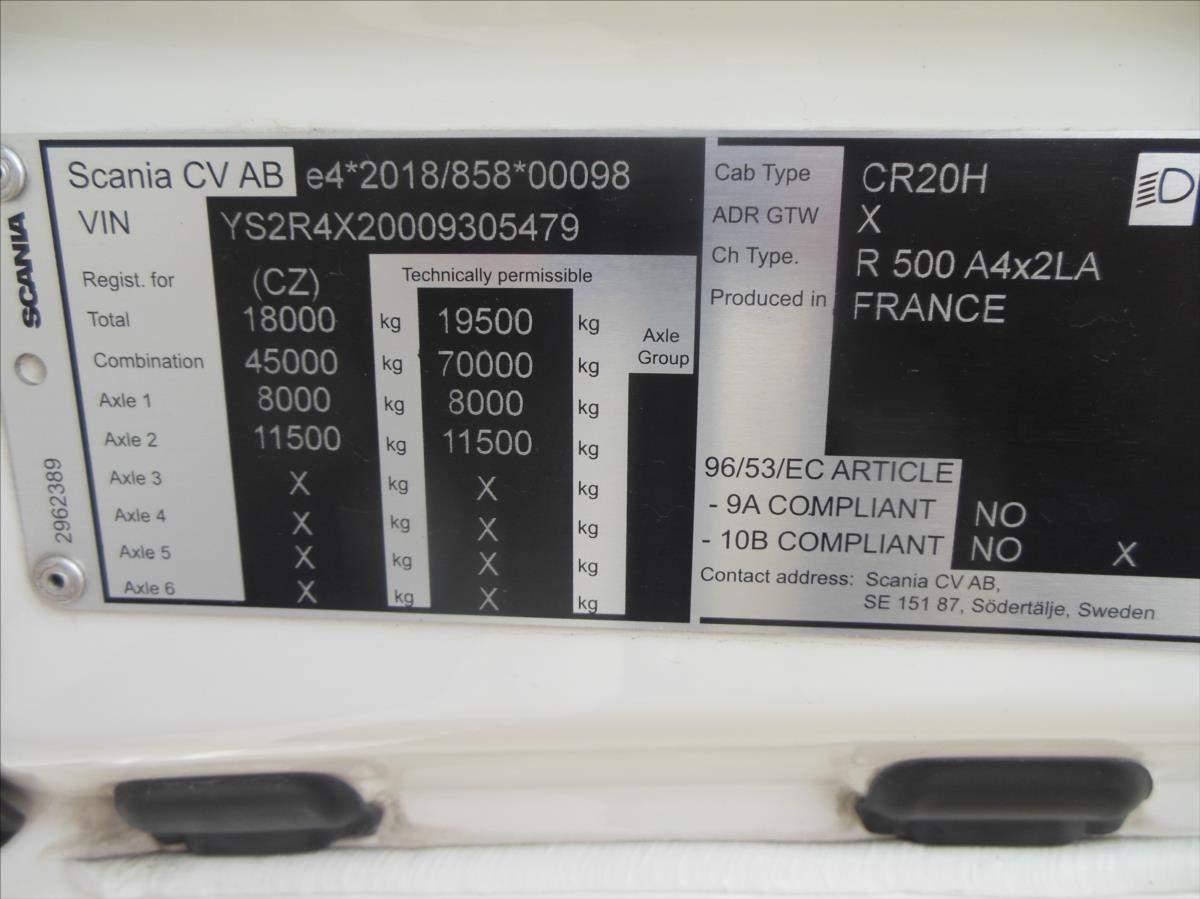 SCANIA
2962389
Scania CV AB e4*2018/858*00098
VIN YS2R4X20009305479
Regist. for (CZ) Technically permissible
Total 18000 kg 19500 kg Axle Group
Combination 45000 kg 70000 kg
Axle 1 8000 kg 8000 kg
Axle 2 11500 kg 11500 kg
Axle 3 X kg X kg
Axle 4 X kg X kg
Axle 5 X kg X kg
Axle 6 X kg X kg
Cab Type CR20H
ADR GTW X
Ch Type. R 500 A4x2LA
Produced in FRANCE
96/53/EC ARTICLE
- 9A COMPLIANT NO
- 10B COMPLIANT NO X
Contact address: Scania CV AB,
SE 151 87, Södertälje, Sweden